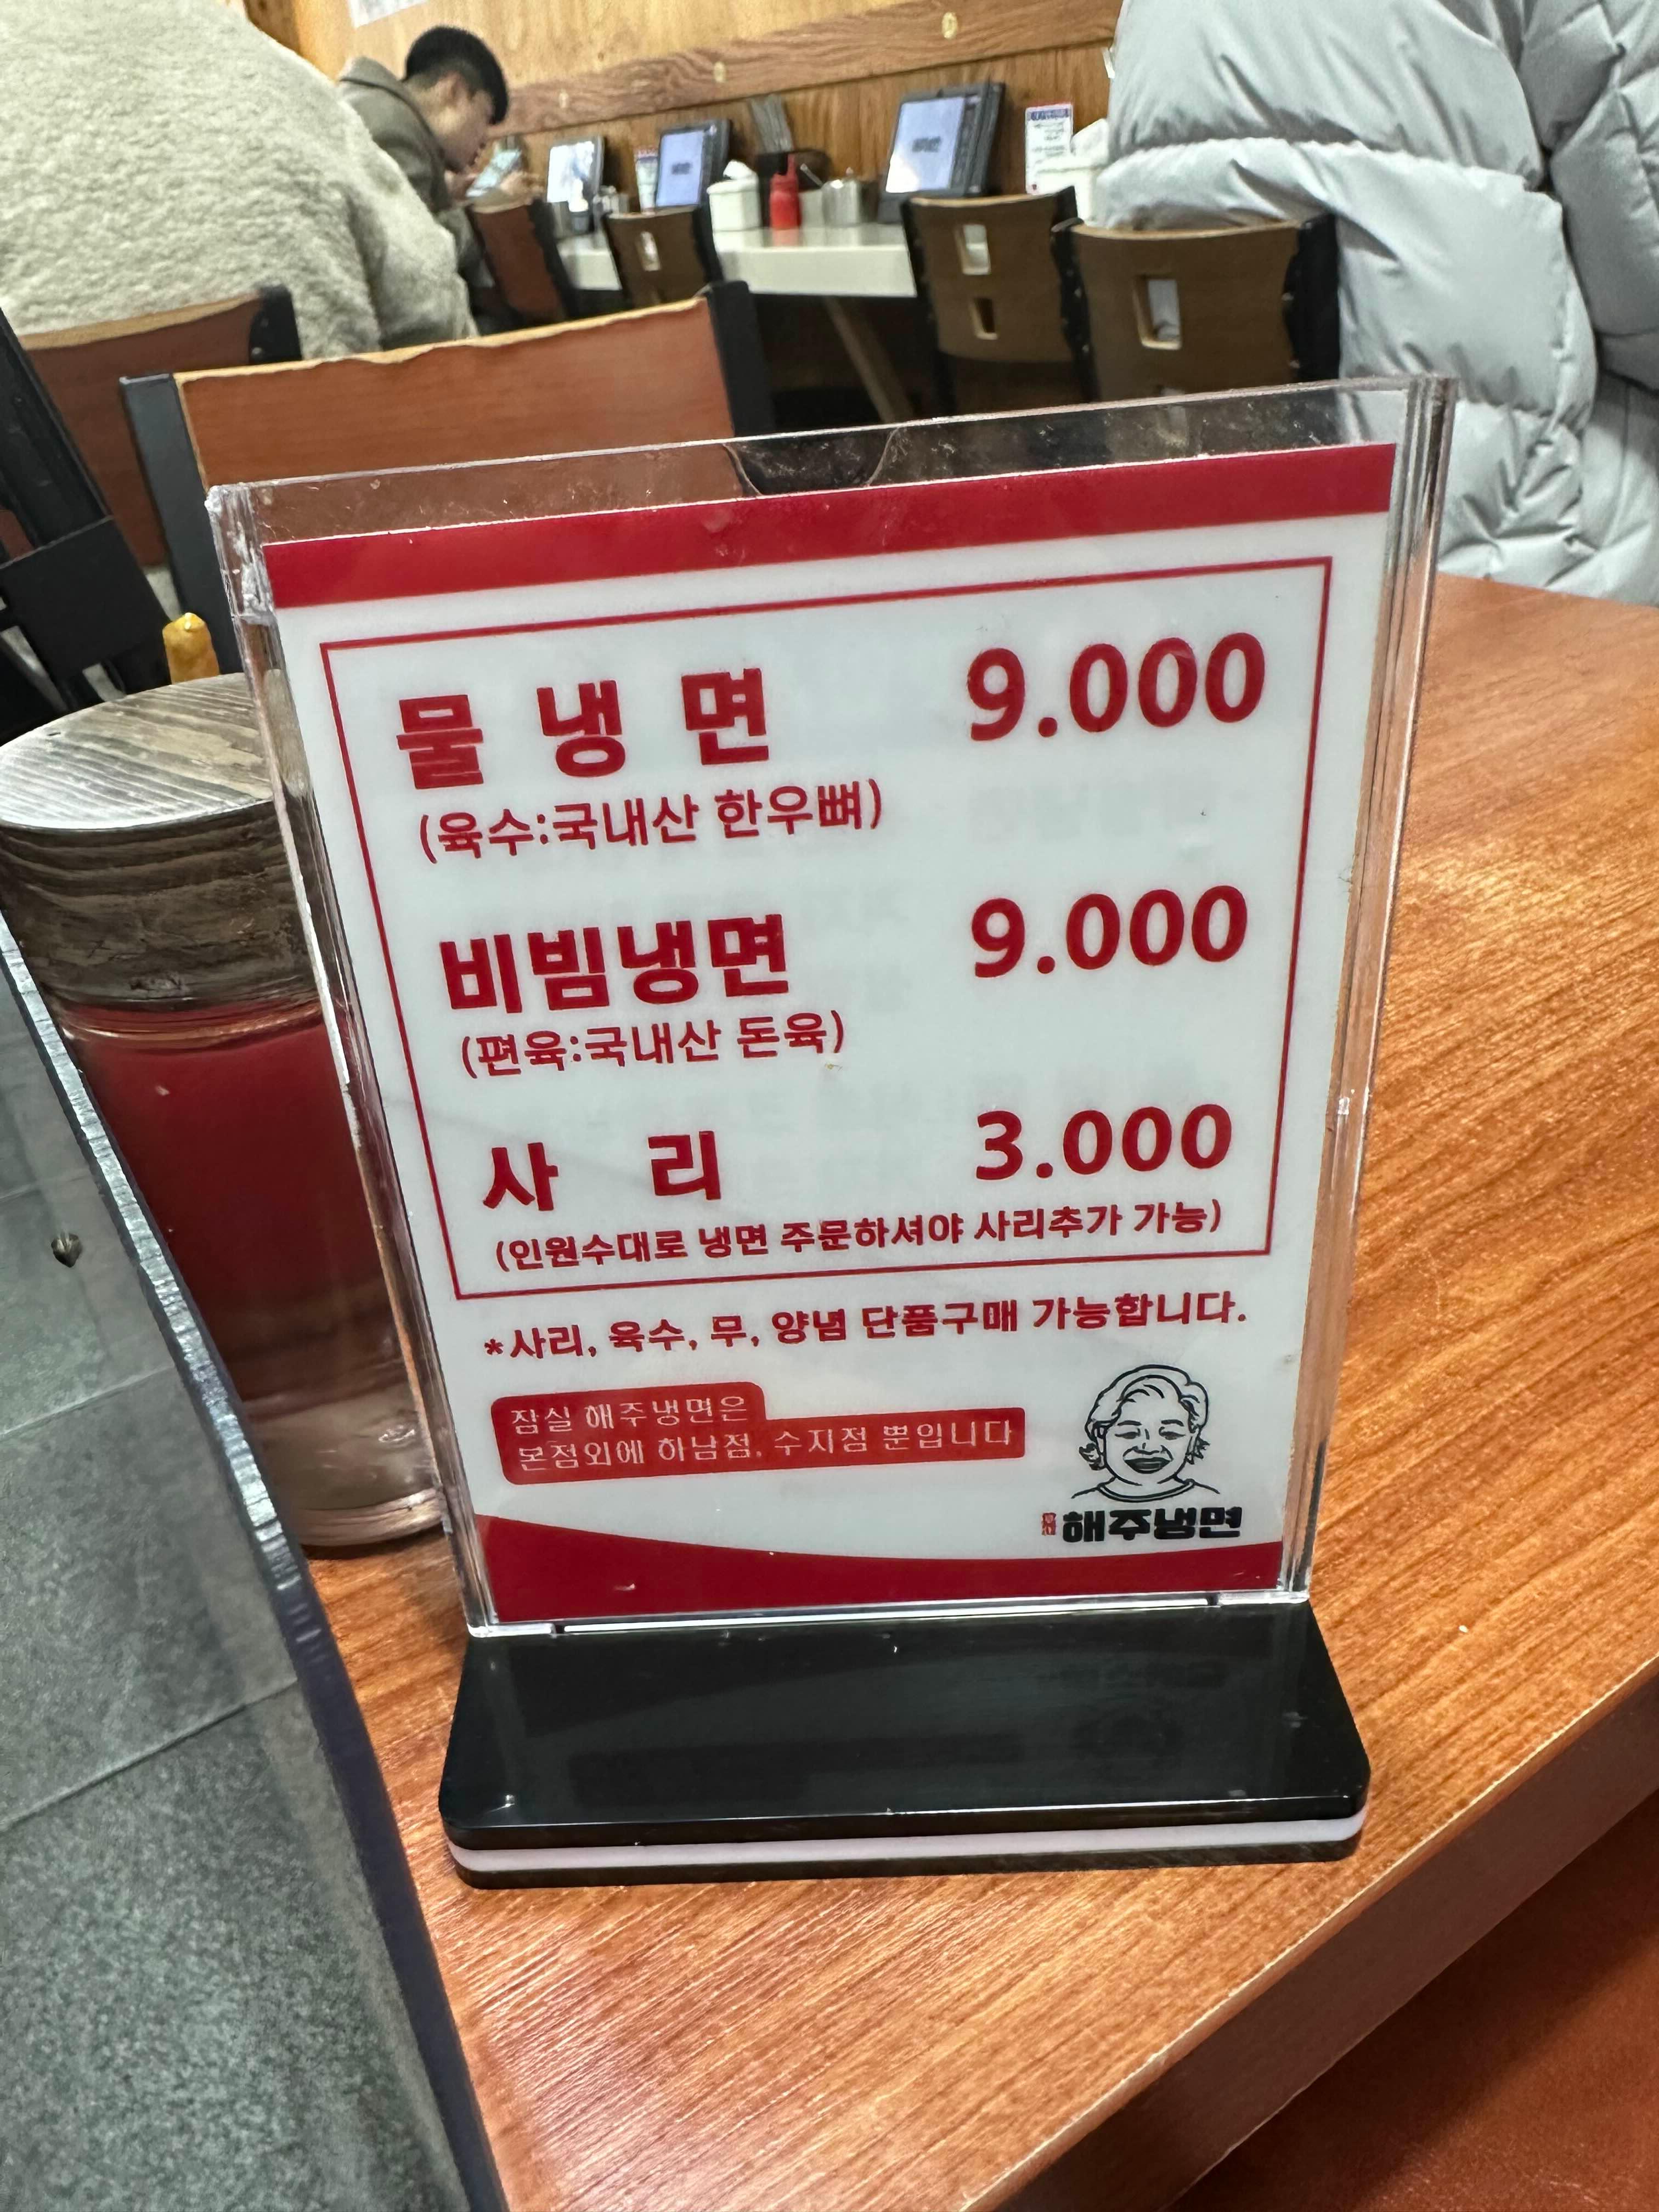 물 냉 면 9.000
(육수:국내산 한우뼈)
비빔냉면 9.000
(편육:국내산 돈육)
사 리 3.000
(인원수대로 냉면 주문하셔야 사리추가 가능)
*사리, 육수, 무, 양념 단품구매 가능합니다.
잠실 해주냉면은
본점외에 하남점, 수지점 뿐입니다
해주냉면